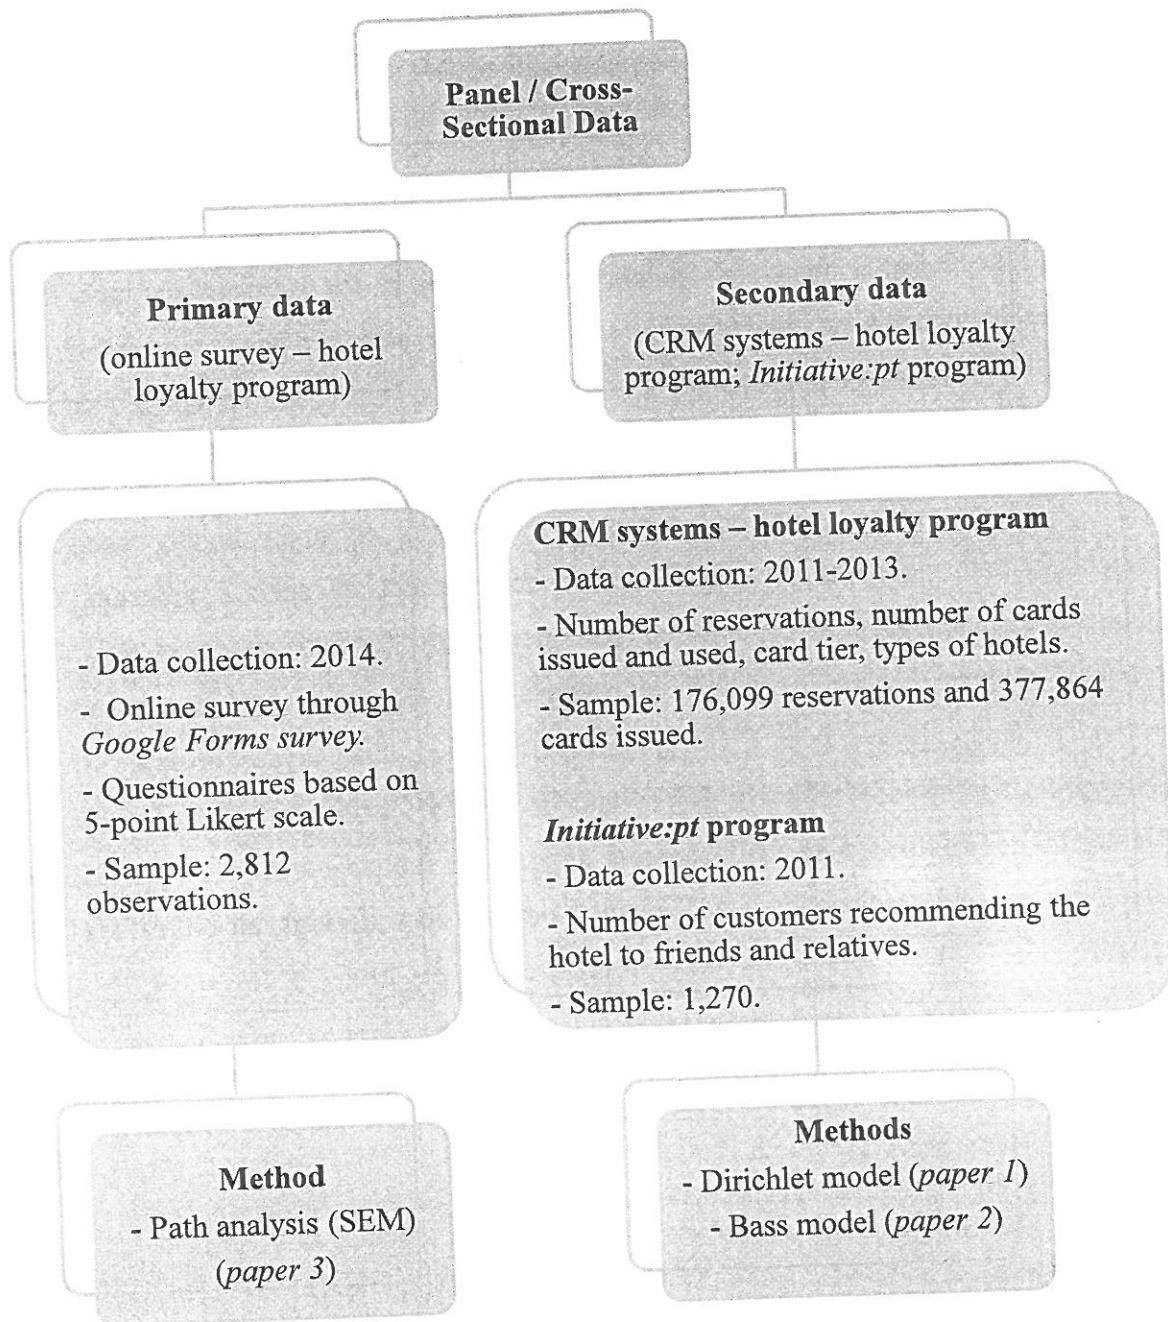 Panel / Cross-
Sectional Data
Primary data
(online survey – hotel
loyalty program)
Secondary data
(CRM systems – hotel loyalty
program; Initiative:pt program)
- Data collection: 2014.
- Online survey through
Google Forms survey.
- Questionnaires based on
5-point Likert scale.
- Sample: 2,812
observations.
CRM systems – hotel loyalty program
- Data collection: 2011-2013.
- Number of reservations, number of cards
issued and used, card tier, types of hotels.
- Sample: 176,099 reservations and 377,864
cards issued.
Initiative:pt program
- Data collection: 2011.
- Number of customers recommending the
hotel to friends and relatives.
- Sample: 1,270.
Method
- Path analysis (SEM)
(paper 3)
Methods
- Dirichlet model (paper 1)
- Bass model (paper 2)